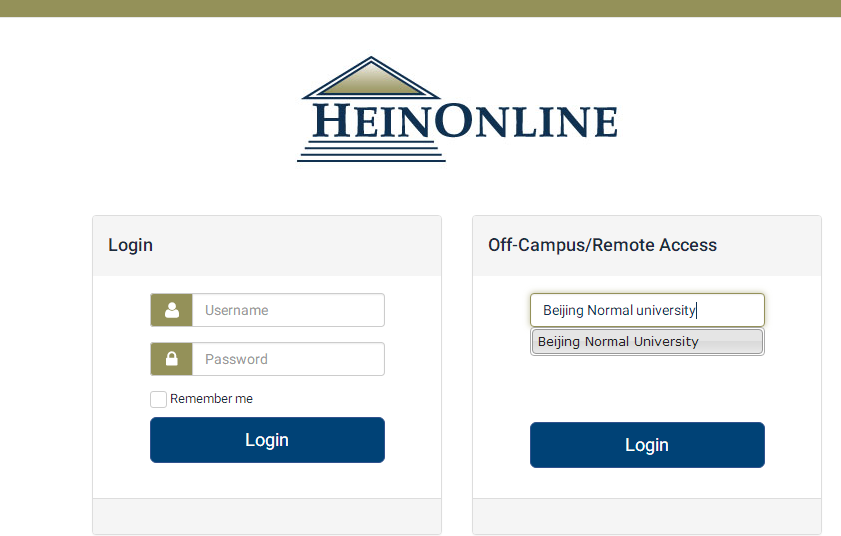 HEINONLINE
Login
Username
Password
Remember me
Login
Off-Campus/Remote Access
Beijing Normal university
Beijing Normal University
Login